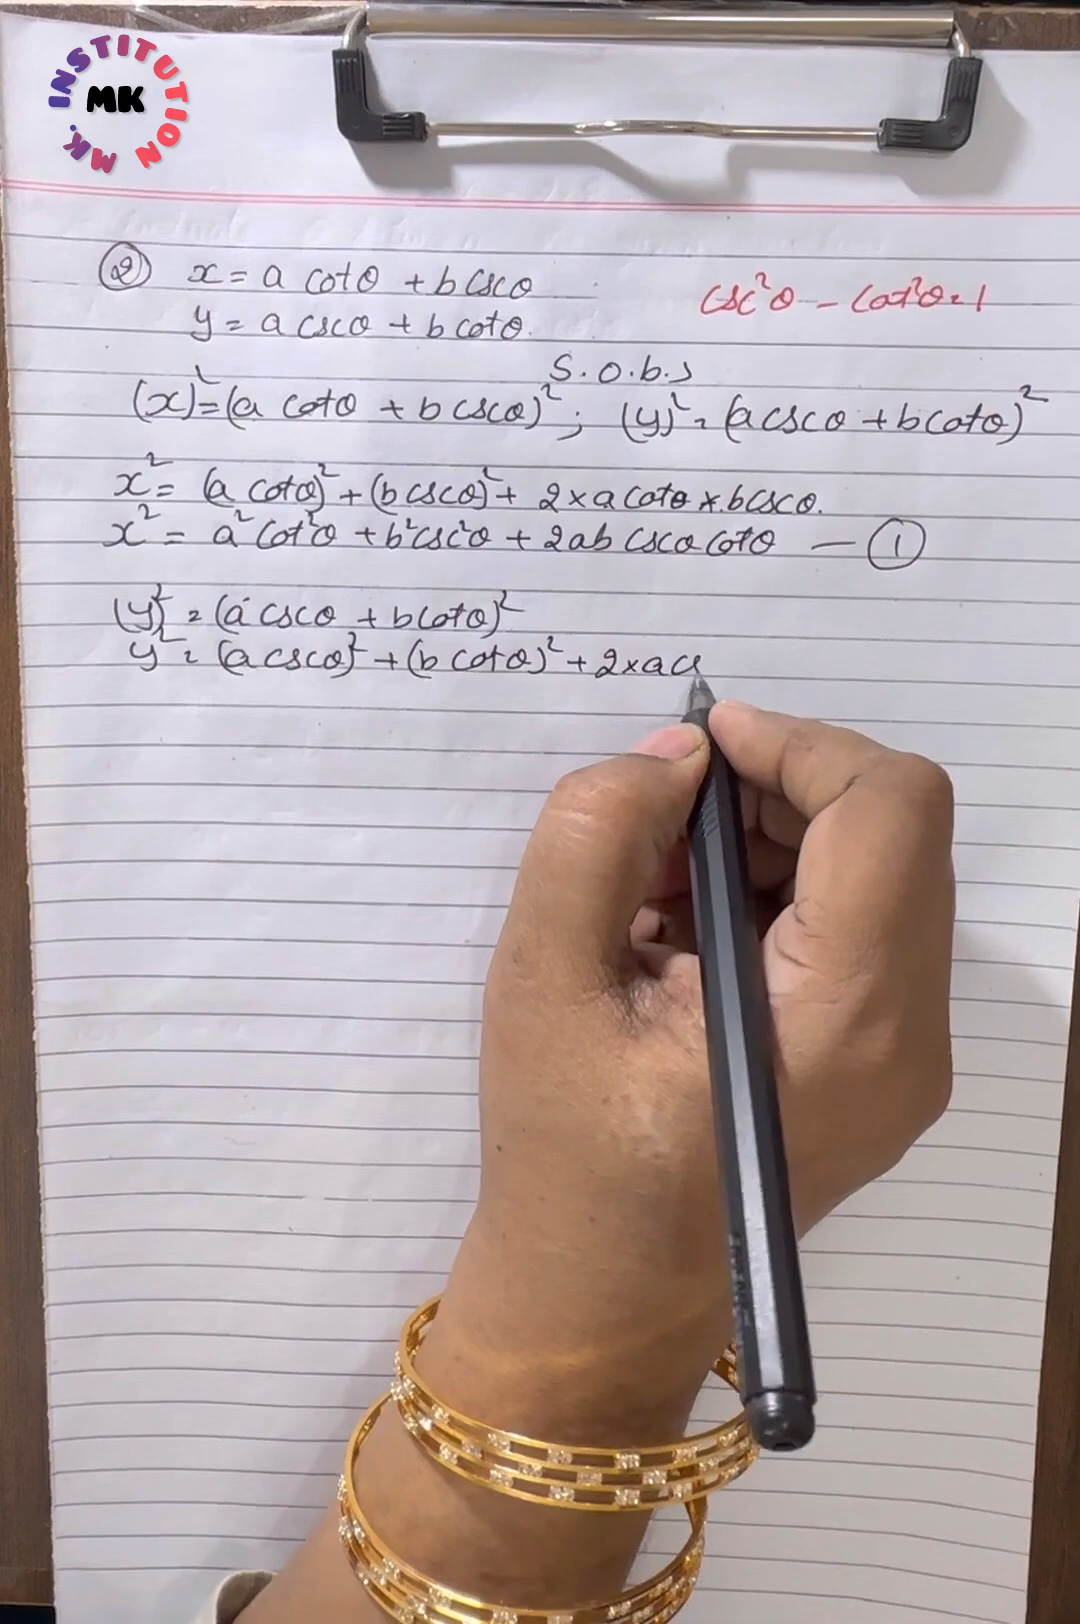 MK. INSTITUTION
MK
② x = a cotθ + b cscθ
csc²θ - cot²θ = 1
y = a cscθ + b cotθ.
S.O.b.s
(x)² = (a cotθ + b cscθ)² ; (y)² = (a cscθ + b cotθ)²
x² = (a cotθ)² + (b cscθ)² + 2 × a cotθ × b cscθ.
x² = a² cot²θ + b² csc²θ + 2ab cscθ cotθ — ①
(y)² = (a cscθ + b cotθ)²
y² = (a cscθ)² + (b cotθ)² + 2 × a cs